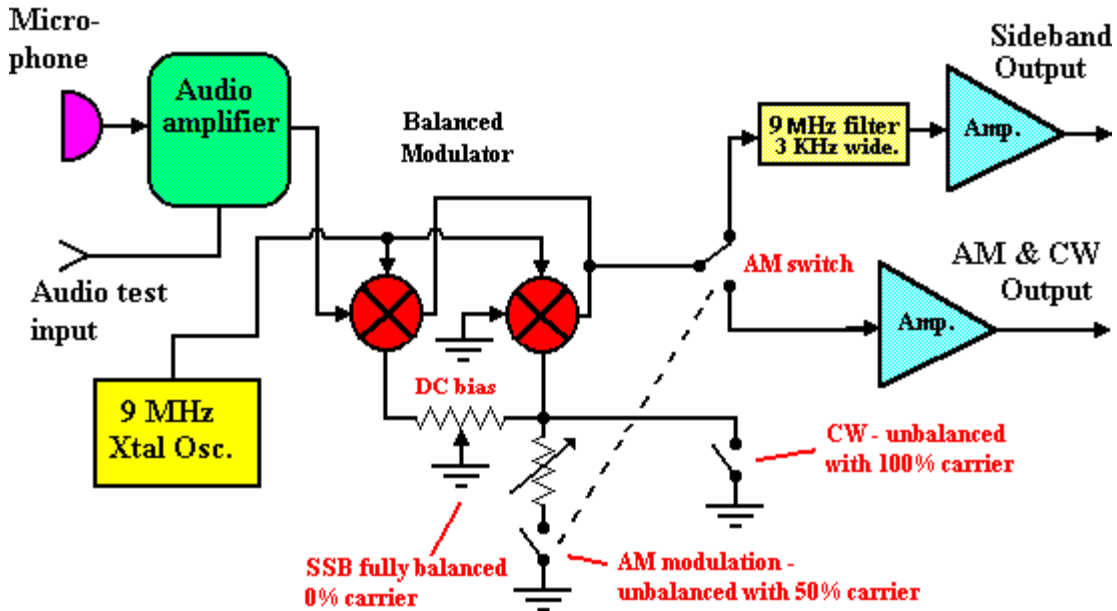 Micro-
phone
Audio
amplifier
Balanced
Modulator
9 MHz filter
3 KHz wide.
Sideband
Output
Amp.
Audio test
input
AM switch
AM & CW
Output
Amp.
9 MHz
Xtal Osc.
DC bias
CW - unbalanced
with 100% carrier
SSB fully balanced
0% carrier
AM modulation -
unbalanced with 50% carrier